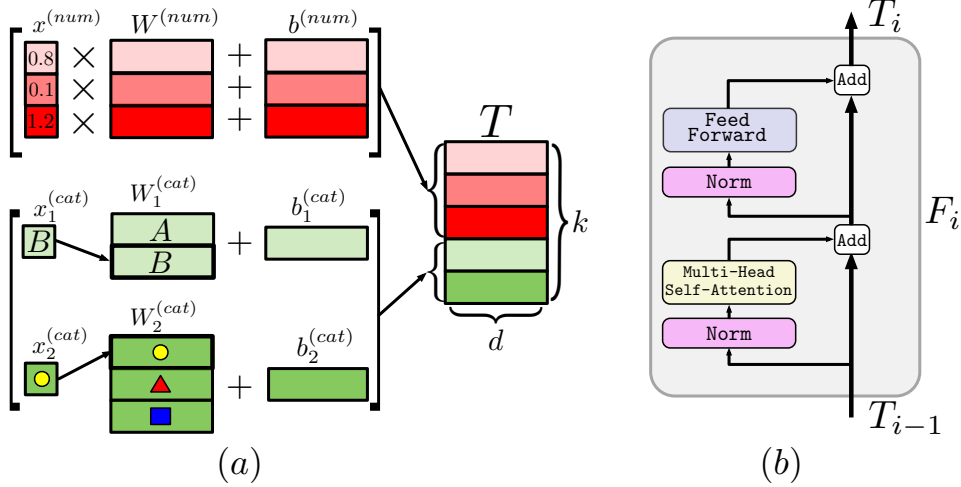 x^{(num)} W^{(num)} b^{(num)}
0.8 × +
0.1 × +
1.2 × +
x_1^{(cat)} W_1^{(cat)} b_1^{(cat)}
B A +
B
x_2^{(cat)} W_2^{(cat)} b_2^{(cat)}
+
T
k
d
(a)
T_i
Add
Feed
Forward
Norm
F_i
Add
Multi-Head
Self-Attention
Norm
T_{i-1}
(b)